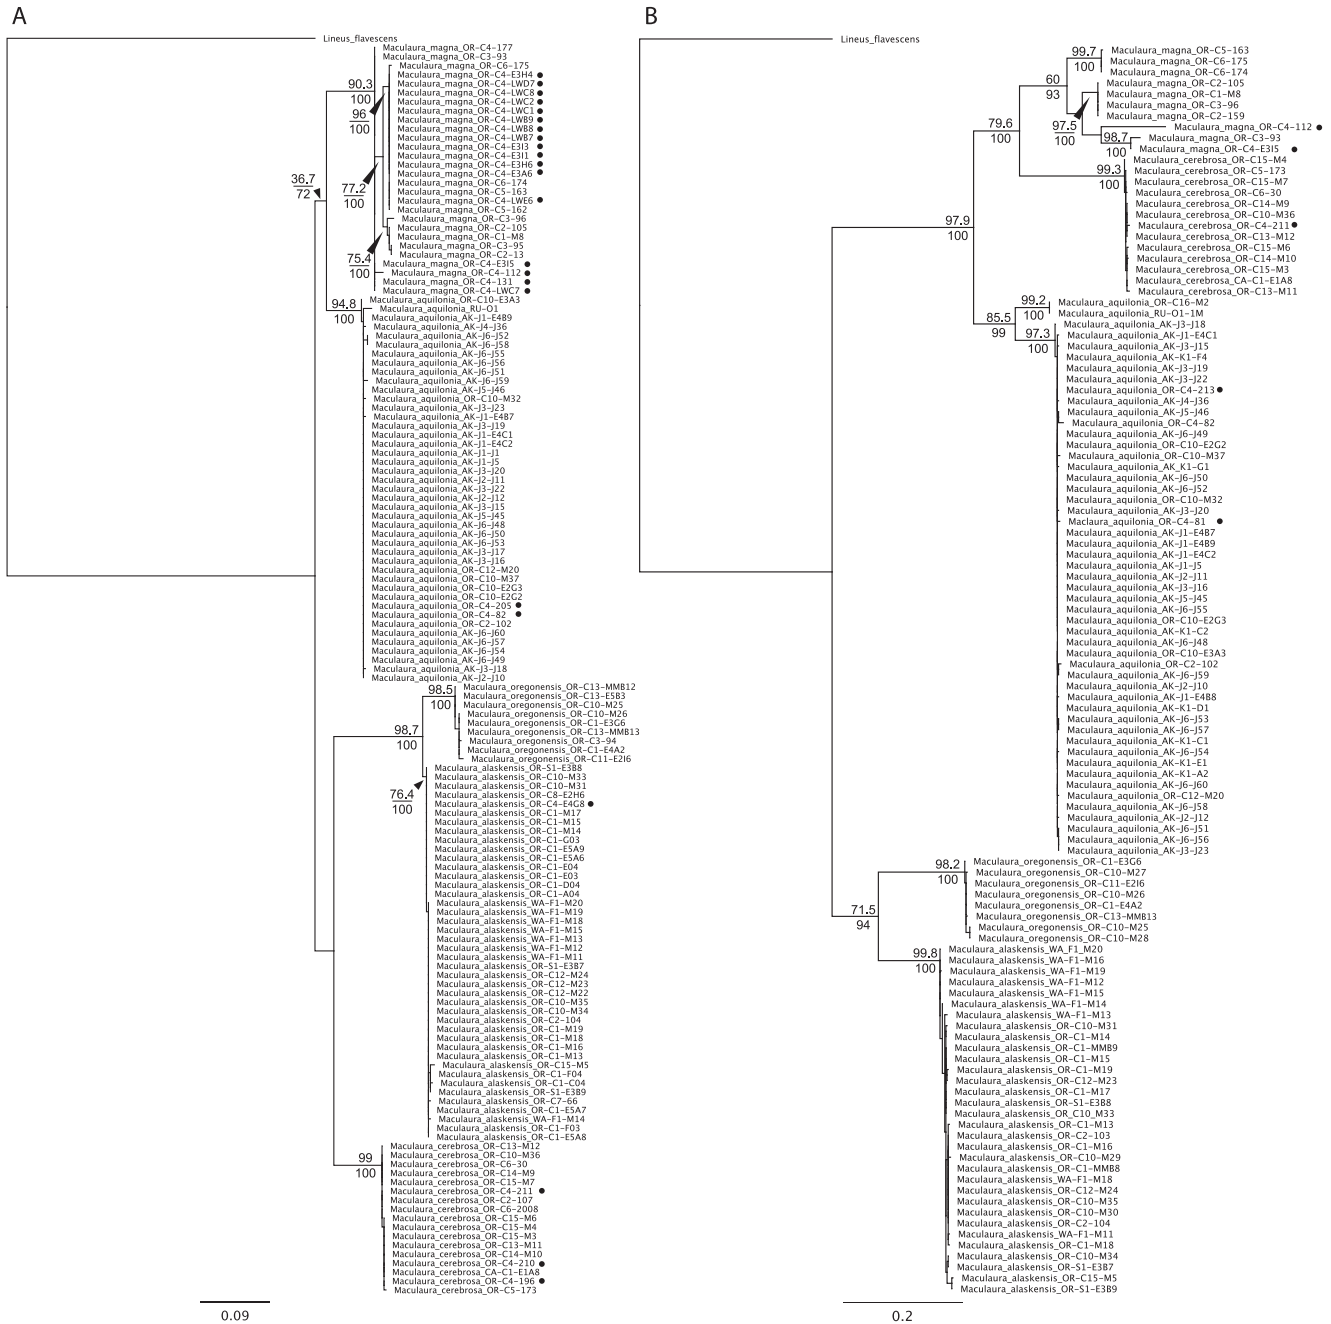 A
Lineus_flavescens
Maculaura_magna_OR-C4-177
Maculaura_magna_OR-C3-93
Maculaura_magna_OR-C6-175
Maculaura_magna_OR-C4-E3H4
Maculaura_magna_OR-C4-LWD7
Maculaura_magna_OR-C4-LWC8
Maculaura_magna_OR-C4-LWC2
Maculaura_magna_OR-C4-LWC1
Maculaura_magna_OR-C4-LWB9
Maculaura_magna_OR-C4-LWB8
Maculaura_magna_OR-C4-LWB7
Maculaura_magna_OR-C4-E3I3
Maculaura_magna_OR-C4-E3I1
Maculaura_magna_OR-C4-E3H6
Maculaura_magna_OR-C4-E3A6
Maculaura_magna_OR-C6-174
Maculaura_magna_OR-C5-163
Maculaura_magna_OR-C4-LWE6
Maculaura_magna_OR-C5-162
Maculaura_magna_OR-C3-96
Maculaura_magna_OR-C2-105
Maculaura_magna_OR-C1-M8
Maculaura_magna_OR-C3-95
Maculaura_magna_OR-C2-13
Maculaura_magna_OR-C4-E3I5
Maculaura_magna_OR-C4-112
Maculaura_magna_OR-C4-131
Maculaura_magna_OR-C4-LWC7
Maculaura_aquilonia_OR-C10-E3A3
Maculaura_aquilonia_RU-O1
Maculaura_aquilonia_AK-J1-E4B9
Maculaura_aquilonia_AK-J4-J36
Maculaura_aquilonia_AK-J6-J52
Maculaura_aquilonia_AK-J6-J58
Maculaura_aquilonia_AK-J6-J55
Maculaura_aquilonia_AK-J6-J56
Maculaura_aquilonia_AK-J6-J51
Maculaura_aquilonia_AK-J6-J59
Maculaura_aquilonia_AK-J5-J46
Maculaura_aquilonia_OR-C10-M32
Maculaura_aquilonia_AK-J3-J23
Maculaura_aquilonia_AK-J1-E4B7
Maculaura_aquilonia_AK-J3-J19
Maculaura_aquilonia_AK-J1-E4C1
Maculaura_aquilonia_AK-J1-E4C2
Maculaura_aquilonia_AK-J1-J1
Maculaura_aquilonia_AK-J1-J5
Maculaura_aquilonia_AK-J3-J20
Maculaura_aquilonia_AK-J2-J11
Maculaura_aquilonia_AK-J3-J22
Maculaura_aquilonia_AK-J2-J12
Maculaura_aquilonia_AK-J3-J15
Maculaura_aquilonia_AK-J5-J45
Maculaura_aquilonia_AK-J6-J48
Maculaura_aquilonia_AK-J6-J50
Maculaura_aquilonia_AK-J6-J53
Maculaura_aquilonia_AK-J3-J17
Maculaura_aquilonia_AK-J3-J16
Maculaura_aquilonia_OR-C12-M20
Maculaura_aquilonia_OR-C10-M37
Maculaura_aquilonia_OR-C10-E2G3
Maculaura_aquilonia_OR-C10-E2G2
Maculaura_aquilonia_OR-C4-205
Maculaura_aquilonia_OR-C4-82
Maculaura_aquilonia_OR-C2-102
Maculaura_aquilonia_AK-J6-J60
Maculaura_aquilonia_AK-J6-J57
Maculaura_aquilonia_AK-J6-J54
Maculaura_aquilonia_AK-J6-J49
Maculaura_aquilonia_AK-J3-J18
Maculaura_aquilonia_AK-J2-J10
Maculaura_oregonensis_OR-C13-MMB12
Maculaura_oregonensis_OR-C13-E5B3
Maculaura_oregonensis_OR-C10-M25
Maculaura_oregonensis_OR-C10-M26
Maculaura_oregonensis_OR-C1-E3G6
Maculaura_oregonensis_OR-C13-MMB13
Maculaura_oregonensis_OR-C3-94
Maculaura_oregonensis_OR-C1-E4A2
Maculaura_oregonensis_OR-C11-E2I6
Maculaura_alaskensis_OR-S1-E3B8
Maculaura_alaskensis_OR-C10-M33
Maculaura_alaskensis_OR-C10-M31
Maculaura_alaskensis_OR-C8-E2H6
Maculaura_alaskensis_OR-C4-E4G8
Maculaura_alaskensis_OR-C1-M17
Maculaura_alaskensis_OR-C1-M15
Maculaura_alaskensis_OR-C1-M14
Maculaura_alaskensis_OR-C1-G03
Maculaura_alaskensis_OR-C1-E5A9
Maculaura_alaskensis_OR-C1-E5A6
Maculaura_alaskensis_OR-C1-E04
Maculaura_alaskensis_OR-C1-E03
Maculaura_alaskensis_OR-C1-D04
Maculaura_alaskensis_OR-C1-A04
Maculaura_alaskensis_WA-F1-M20
Maculaura_alaskensis_WA-F1-M19
Maculaura_alaskensis_WA-F1-M18
Maculaura_alaskensis_WA-F1-M15
Maculaura_alaskensis_WA-F1-M13
Maculaura_alaskensis_WA-F1-M12
Maculaura_alaskensis_WA-F1-M11
Maculaura_alaskensis_OR-S1-E3B7
Maculaura_alaskensis_OR-C12-M24
Maculaura_alaskensis_OR-C12-M23
Maculaura_alaskensis_OR-C12-M22
Maculaura_alaskensis_OR-C10-M35
Maculaura_alaskensis_OR-C10-M34
Maculaura_alaskensis_OR-C2-104
Maculaura_alaskensis_OR-C1-M19
Maculaura_alaskensis_OR-C1-M18
Maculaura_alaskensis_OR-C1-M16
Maculaura_alaskensis_OR-C1-M13
Maculaura_alaskensis_OR-C15-M5
Maculaura_alaskensis_OR-C1-F04
Maculaura_alaskensis_OR-C1-C04
Maculaura_alaskensis_OR-S1-E3B9
Maculaura_alaskensis_OR-C7-66
Maculaura_alaskensis_OR-C1-E5A7
Maculaura_alaskensis_WA-F1-M14
Maculaura_alaskensis_OR-C1-F03
Maculaura_alaskensis_OR-C1-E5A8
Maculaura_cerebrosa_OR-C13-M12
Maculaura_cerebrosa_OR-C10-M36
Maculaura_cerebrosa_OR-C6-30
Maculaura_cerebrosa_OR-C14-M9
Maculaura_cerebrosa_OR-C15-M7
Maculaura_cerebrosa_OR-C4-211
Maculaura_cerebrosa_OR-C2-107
Maculaura_cerebrosa_OR-C6-2008
Maculaura_cerebrosa_OR-C15-M6
Maculaura_cerebrosa_OR-C15-M4
Maculaura_cerebrosa_OR-C15-M3
Maculaura_cerebrosa_OR-C13-M11
Maculaura_cerebrosa_OR-C14-M10
Maculaura_cerebrosa_OR-C4-210
Maculaura_cerebrosa_CA-C1-E1A8
Maculaura_cerebrosa_OR-C4-196
Maculaura_cerebrosa_OR-C5-173
90.3
100
96
100
36.7
72
77.2
100
75.4
100
94.8
100
98.5
100
98.7
100
76.4
100
99
100
0.09
B
Lineus_flavescens
Maculaura_magna_OR-C5-163
Maculaura_magna_OR-C6-175
Maculaura_magna_OR-C6-174
Maculaura_magna_OR-C2-105
Maculaura_magna_OR-C1-M8
Maculaura_magna_OR-C3-96
Maculaura_magna_OR-C2-159
Maculaura_magna_OR-C4-112
Maculaura_magna_OR-C3-93
Maculaura_magna_OR-C4-E3I5
Maculaura_cerebrosa_OR-C15-M4
Maculaura_cerebrosa_OR-C5-173
Maculaura_cerebrosa_OR-C15-M7
Maculaura_cerebrosa_OR-C6-30
Maculaura_cerebrosa_OR-C14-M9
Maculaura_cerebrosa_OR-C10-M36
Maculaura_cerebrosa_OR-C4-211
Maculaura_cerebrosa_OR-C13-M12
Maculaura_cerebrosa_OR-C15-M6
Maculaura_cerebrosa_OR-C14-M10
Maculaura_cerebrosa_OR-C15-M3
Maculaura_cerebrosa_CA-C1-E1A8
Maculaura_cerebrosa_OR-C13-M11
Maculaura_aquilonia_OR-C16-M2
Maculaura_aquilonia_RU-O1-1M
Maculaura_aquilonia_AK-J3-J18
Maculaura_aquilonia_AK-J1-E4C1
Maculaura_aquilonia_AK-J3-J15
Maculaura_aquilonia_AK-K1-F4
Maculaura_aquilonia_AK-J3-J19
Maculaura_aquilonia_AK-J3-J22
Maculaura_aquilonia_OR-C4-213
Maculaura_aquilonia_AK-J4-J36
Maculaura_aquilonia_AK-J5-J46
Maculaura_aquilonia_OR-C4-82
Maculaura_aquilonia_AK-J6-J49
Maculaura_aquilonia_OR-C10-E2G2
Maculaura_aquilonia_OR-C10-M37
Maculaura_aquilonia_AK_K1-G1
Maculaura_aquilonia_AK-J6-J50
Maculaura_aquilonia_AK-J6-J52
Maculaura_aquilonia_OR-C10-M32
Maculaura_aquilonia_AK-J3-J20
Maclaura_aquilonia_OR-C4-81
Maculaura_aquilonia_AK-J1-E4B7
Maculaura_aquilonia_AK-J1-E4B9
Maculaura_aquilonia_AK-J1-E4C2
Maculaura_aquilonia_AK-J1-J5
Maculaura_aquilonia_AK-J2-J11
Maculaura_aquilonia_AK-J3-J16
Maculaura_aquilonia_AK-J5-J45
Maculaura_aquilonia_AK-J6-J55
Maculaura_aquilonia_OR-C10-E2G3
Maculaura_aquilonia_AK-K1-C2
Maculaura_aquilonia_AK-J6-J48
Maculaura_aquilonia_OR-C10-E3A3
Maculaura_aquilonia_OR-C2-102
Maculaura_aquilonia_AK-J6-J59
Maculaura_aquilonia_AK-J2-J10
Maculaura_aquilonia_AK-J1-E4B8
Maculaura_aquilonia_AK-K1-D1
Maculaura_aquilonia_AK-J6-J53
Maculaura_aquilonia_AK-J6-J57
Maculaura_aquilonia_AK-K1-C1
Maculaura_aquilonia_AK-J6-J54
Maculaura_aquilonia_AK-K1-E1
Maculaura_aquilonia_AK-K1-A2
Maculaura_aquilonia_AK-J6-J60
Maculaura_aquilonia_OR-C12-M20
Maculaura_aquilonia_AK-J6-J58
Maculaura_aquilonia_AK-J2-J12
Maculaura_aquilonia_AK-J6-J51
Maculaura_aquilonia_AK-J6-J56
Maculaura_aquilonia_AK-J3-J23
Maculaura_oregonensis_OR-C1-E3G6
Maculaura_oregonensis_OR-C10-M27
Maculaura_oregonensis_OR-C11-E2I6
Maculaura_oregonensis_OR-C10-M26
Maculaura_oregonensis_OR-C1-E4A2
Maculaura_oregonensis_OR-C13-MMB13
Maculaura_oregonensis_OR-C10-M25
Maculaura_oregonensis_OR-C10-M28
Maculaura_alaskensis_WA_F1_M20
Maculaura_alaskensis_WA-F1-M16
Maculaura_alaskensis_WA-F1-M19
Maculaura_alaskensis_WA-F1-M12
Maculaura_alaskensis_WA-F1-M15
Maculaura_alaskensis_WA-F1-M14
Maculaura_alaskensis_WA-F1-M13
Maculaura_alaskensis_OR-C10-M31
Maculaura_alaskensis_OR-C1-M14
Maculaura_alaskensis_OR-C1-MMB9
Maculaura_alaskensis_OR-C1-M15
Maculaura_alaskensis_OR-C1-M19
Maculaura_alaskensis_OR-C12-M23
Maculaura_alaskensis_OR-C1-M17
Maculaura_alaskensis_OR-S1-E3B8
Maculaura_alaskensis_OR_C10_M33
Maculaura_alaskensis_OR-C1-M13
Maculaura_alaskensis_OR-C2-103
Maculaura_alaskensis_OR-C1-M16
Maculaura_alaskensis_OR-C10-M29
Maculaura_alaskensis_OR-C1-MMB8
Maculaura_alaskensis_WA-F1-M18
Maculaura_alaskensis_OR-C12-M24
Maculaura_alaskensis_OR-C10-M35
Maculaura_alaskensis_OR-C10-M30
Maculaura_alaskensis_OR-C2-104
Maculaura_alaskensis_WA-F1-M11
Maculaura_alaskensis_OR-C1-M18
Maculaura_alaskensis_OR-C10-M34
Maculaura_alaskensis_OR-S1-E3B7
Maculaura_alaskensis_OR-C15-M5
Maculaura_alaskensis_OR-S1-E3B9
99.7
100
60
93
79.6
100
97.5
100
98.7
100
99.3
100
97.9
100
99.2
100
85.5
99
97.3
100
98.2
100
71.5
94
99.8
100
0.2